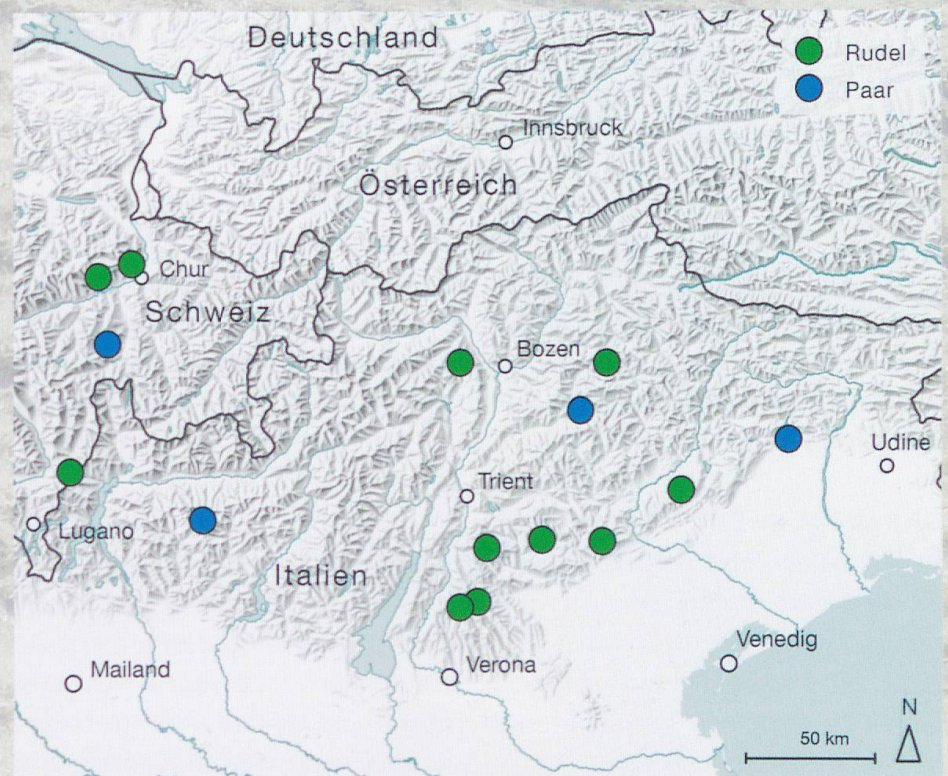 Deutschland
Rudel
Paar
Innsbruck
Österreich
Chur
Schweiz
Bozen
Udine
Trient
Lugano
Italien
Venedig
Mailand
Verona
N
50 km